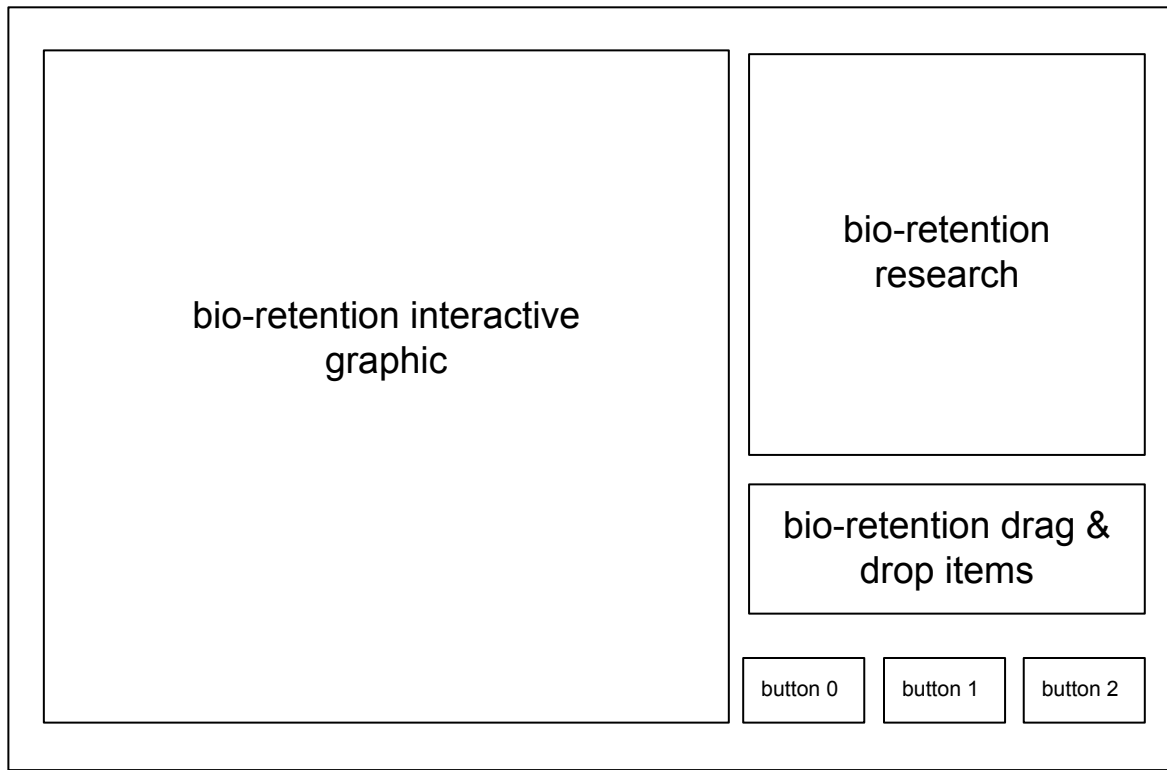 bio-retention interactive
graphic
bio-retention
research
bio-retention drag &
drop items
button 0
button 1
button 2